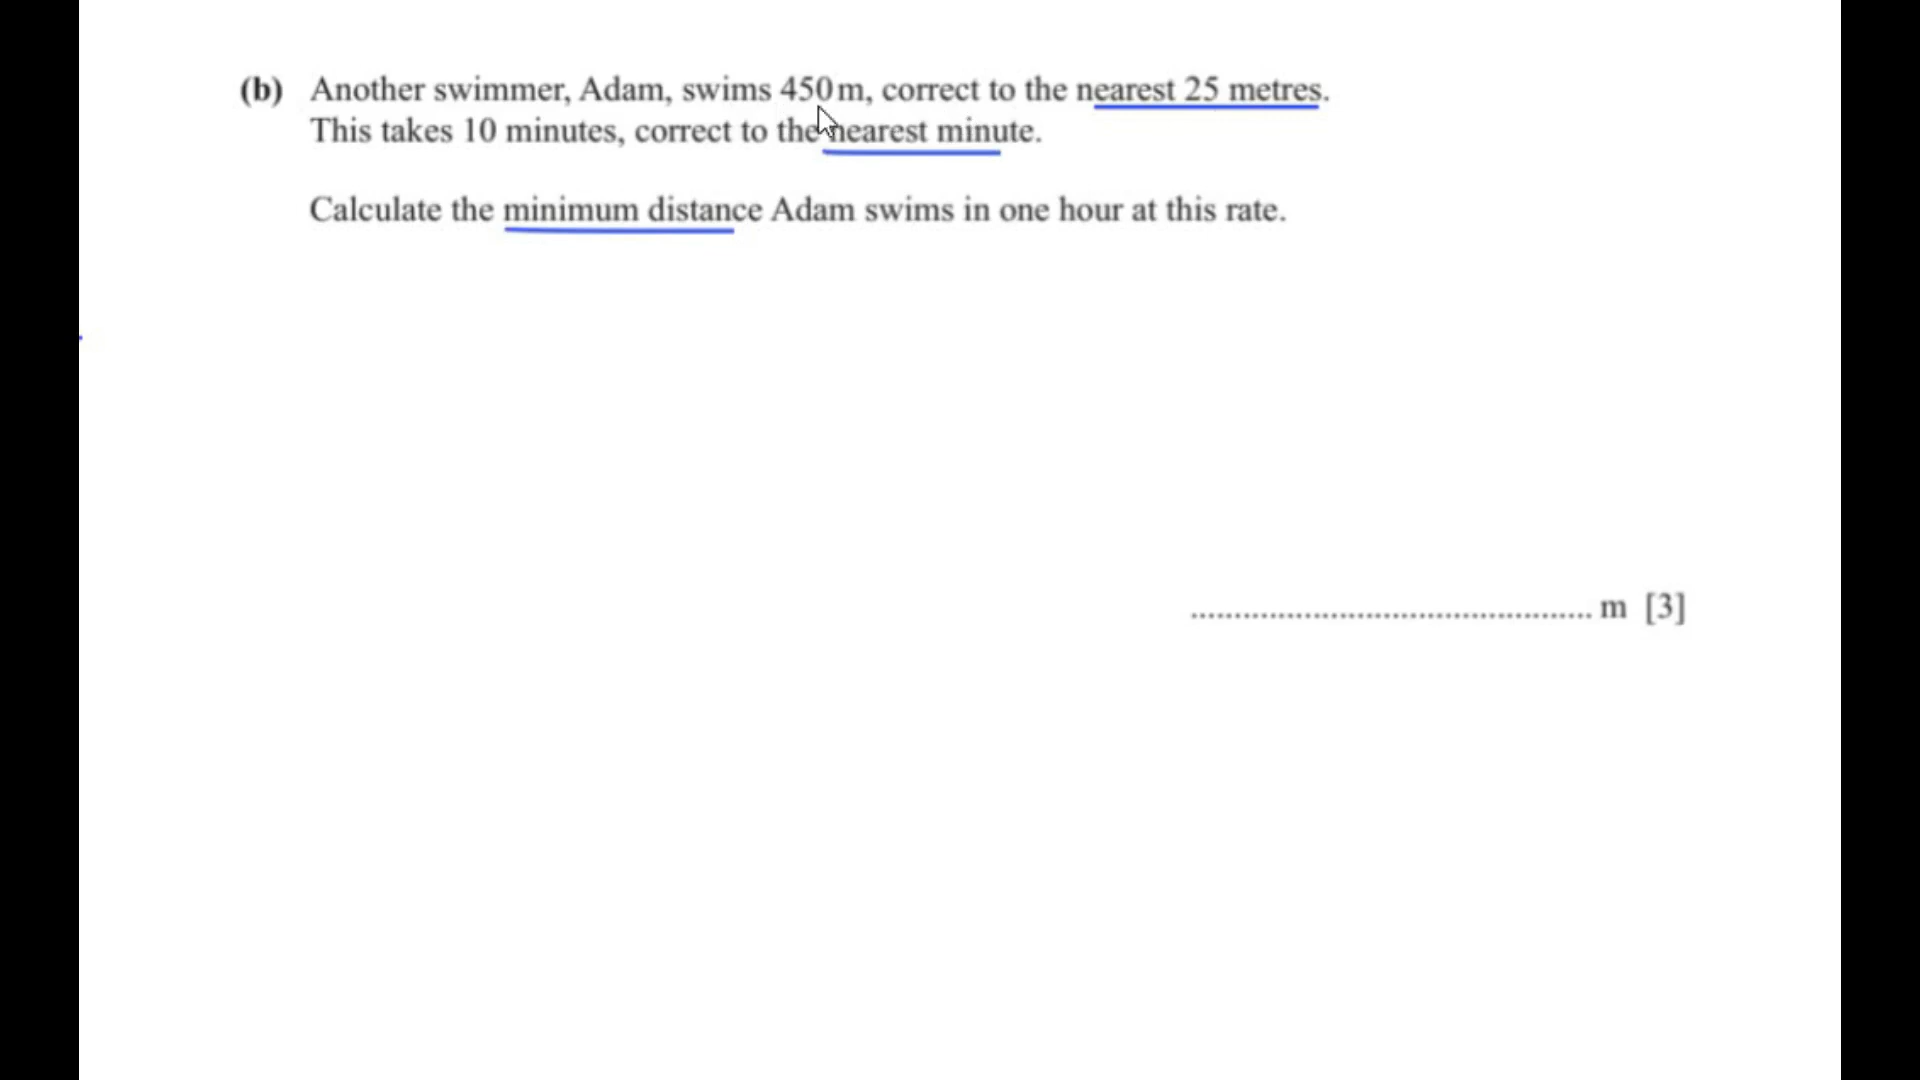 (b) Another swimmer, Adam, swims 450 m, correct to the nearest 25 metres.
This takes 10 minutes, correct to the nearest minute.
Calculate the minimum distance Adam swims in one hour at this rate.
.............................................. m [3]